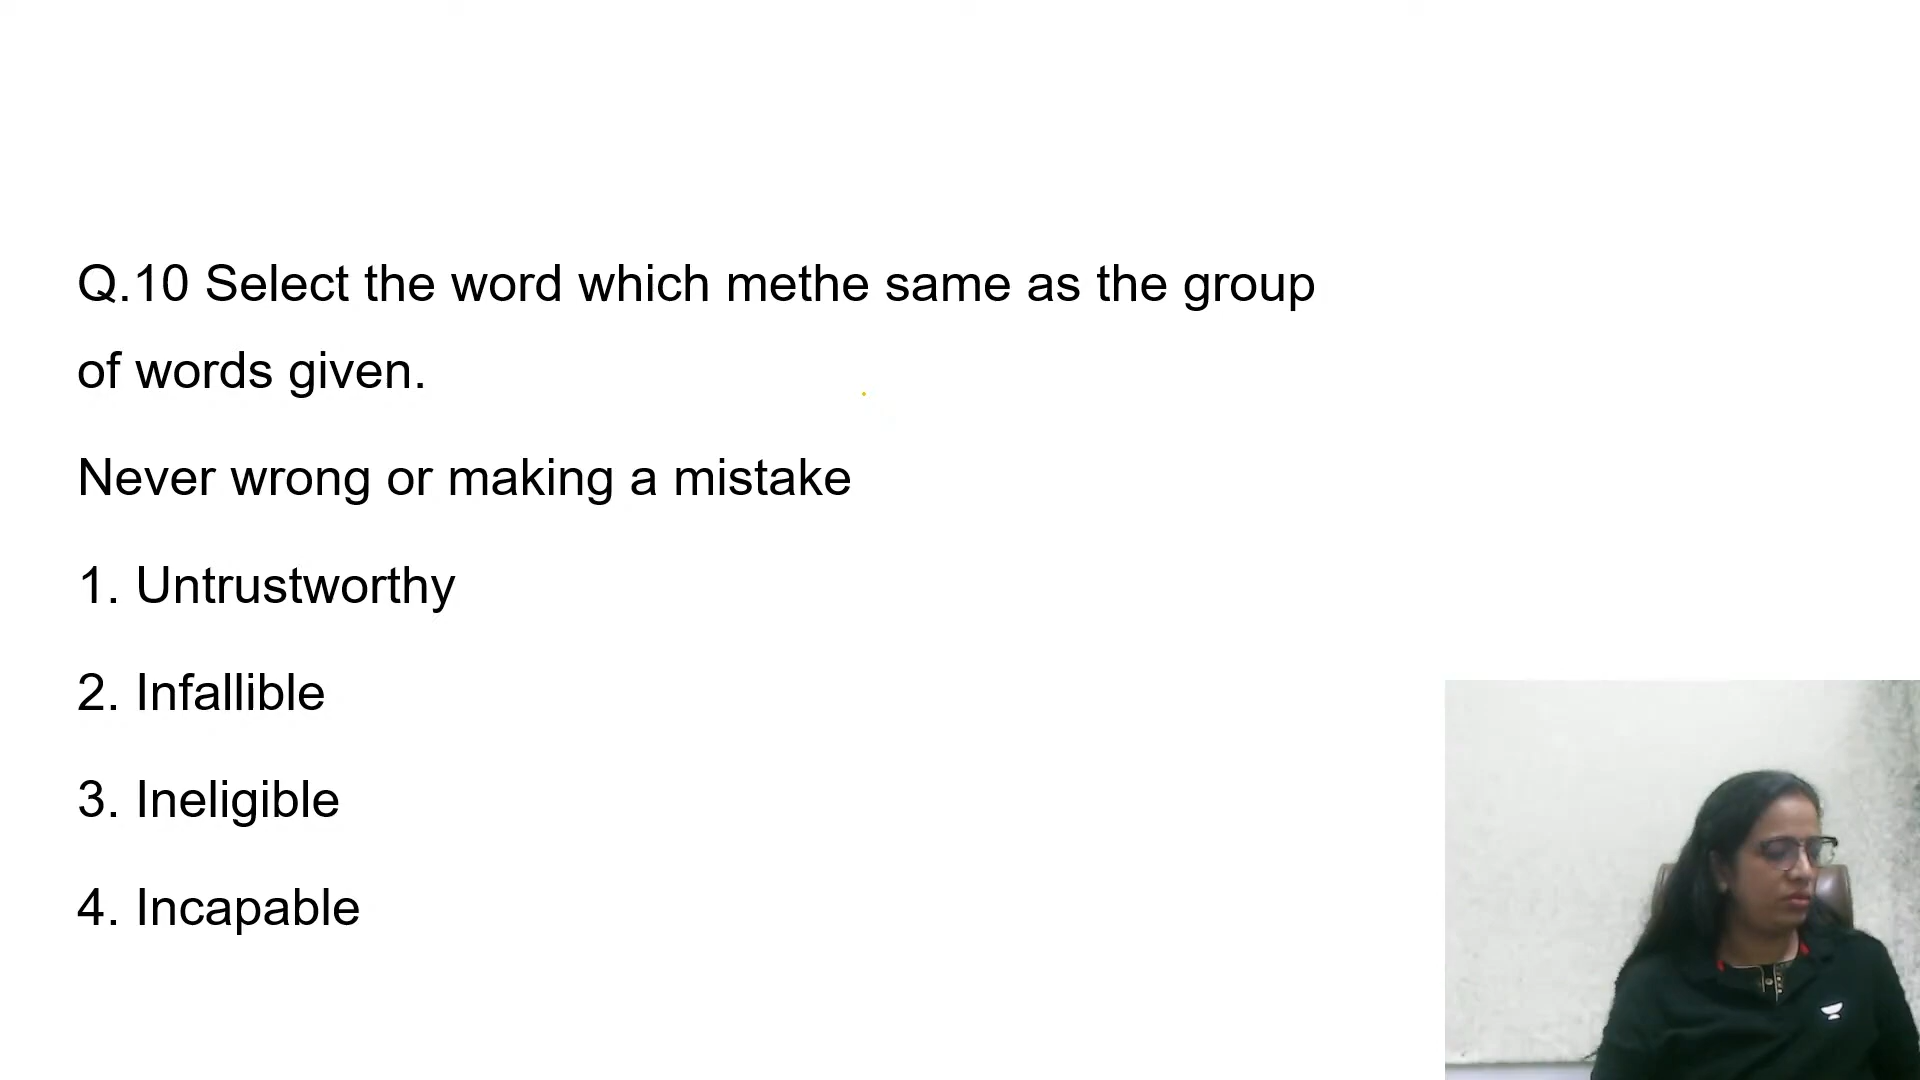 Q.10 Select the word which methe same as the group
of words given.
Never wrong or making a mistake
1. Untrustworthy
2. Infallible
3. Ineligible
4. Incapable